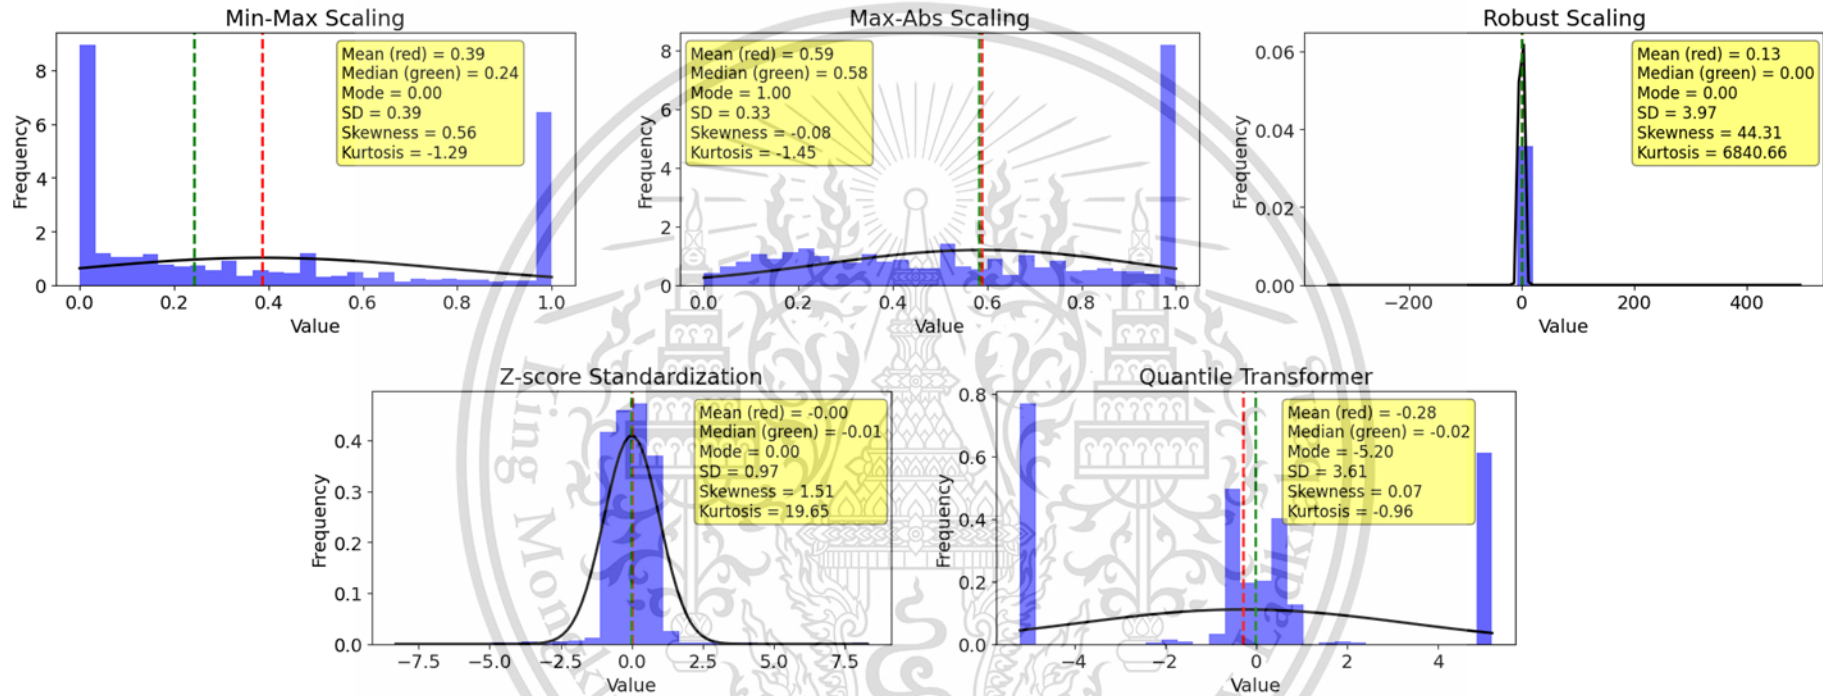 Min-Max Scaling
Mean (red) = 0.39
Median (green) = 0.24
Mode = 0.00
SD = 0.39
Skewness = 0.56
Kurtosis = -1.29
Frequency
8
6
4
2
0
0.0 0.2 0.4 0.6 0.8 1.0
Value
Max-Abs Scaling
Mean (red) = 0.59
Median (green) = 0.58
Mode = 1.00
SD = 0.33
Skewness = -0.08
Kurtosis = -1.45
Frequency
8
6
4
2
0
0.0 0.2 0.4 0.6 0.8 1.0
Value
Robust Scaling
Mean (red) = 0.13
Median (green) = 0.00
Mode = 0.00
SD = 3.97
Skewness = 44.31
Kurtosis = 6840.66
Frequency
0.06
0.04
0.02
0.00
−200 0 200 400
Value
Z-score Standardization
Mean (red) = -0.00
Median (green) = -0.01
Mode = 0.00
SD = 0.97
Skewness = 1.51
Kurtosis = 19.65
Frequency
0.4
0.3
0.2
0.1
0.0
−7.5 −5.0 −2.5 0.0 2.5 5.0 7.5
Value
Quantile Transformer
Mean (red) = -0.28
Median (green) = -0.02
Mode = -5.20
SD = 3.61
Skewness = 0.07
Kurtosis = -0.96
Frequency
0.8
0.6
0.4
0.2
0.0
−4 −2 0 2 4
Value
King